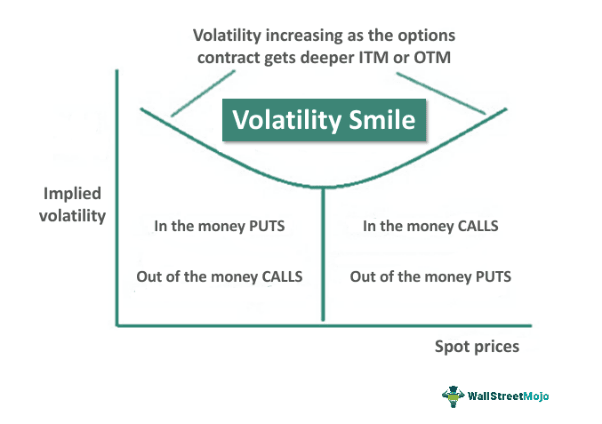 Volatility increasing as the options
contract gets deeper ITM or OTM
Volatility Smile
Implied
volatility
In the money PUTS
In the money CALLS
Out of the money CALLS
Out of the money PUTS
Spot prices
WallStreetMojo